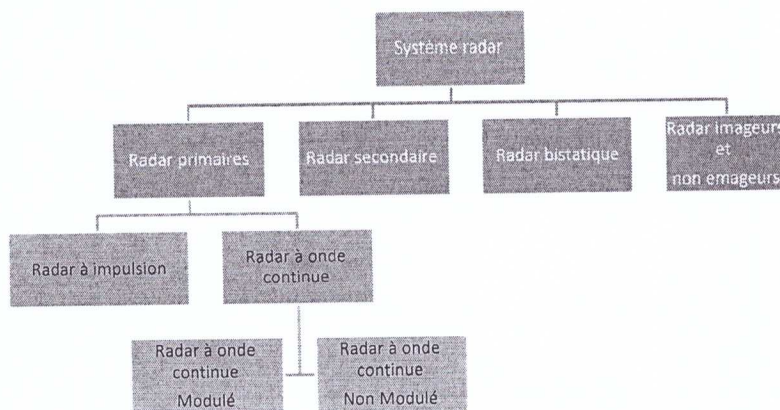 Système radar
Radar primaires
Radar secondaire
Radar bistatique
Radar imageurs
et
non emageurs
Radar à impulsion
Radar à onde
continue
Radar à onde
continue
Modulé
Radar à onde
continue
Non Modulé